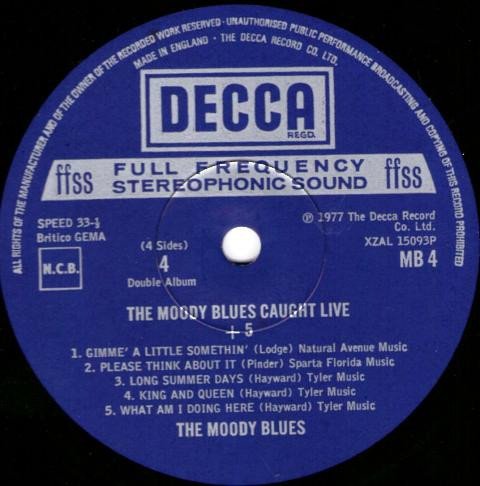 ALL RIGHTS OF THE MANUFACTURER AND OF THE OWNER OF THE RECORDED WORK RESERVED · UNAUTHORISED PUBLIC PERFORMANCE BROADCASTING AND COPYING OF THIS RECORD PROHIBITED
MADE IN ENGLAND · THE DECCA RECORD CO. LTD.
DECCA
REGD.
ffss FULL FREQUENCY STEREOPHONIC SOUND ffss
SPEED 33-⅓
Britico GEMA
N.C.B.
(4 Sides)
4
Double Album
℗ 1977 The Decca Record
Co. Ltd.
XZAL 15093P
MB 4
THE MOODY BLUES CAUGHT LIVE
+ 5
1. GIMME' A LITTLE SOMETHIN' (Lodge) Natural Avenue Music
2. PLEASE THINK ABOUT IT (Pinder) Sparta Florida Music
3. LONG SUMMER DAYS (Hayward) Tyler Music
4. KING AND QUEEN (Hayward) Tyler Music
5. WHAT AM I DOING HERE (Hayward) Tyler Music
THE MOODY BLUES